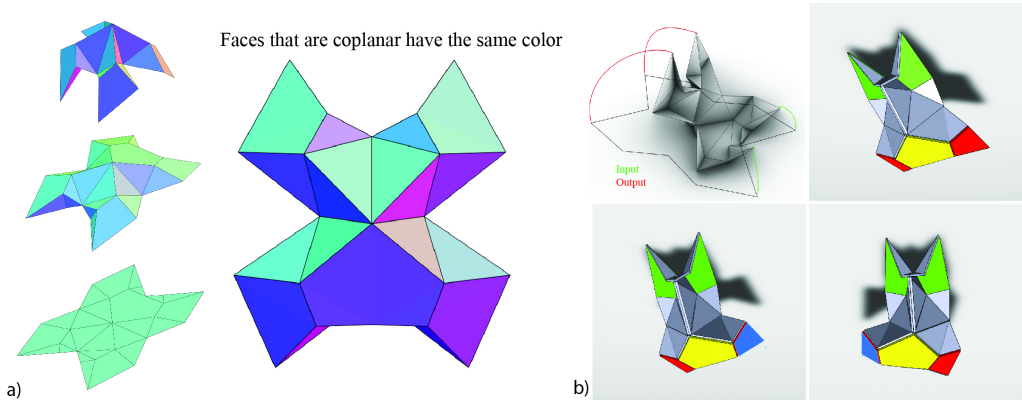 Faces that are coplanar have the same color
Input
Output
a)
b)